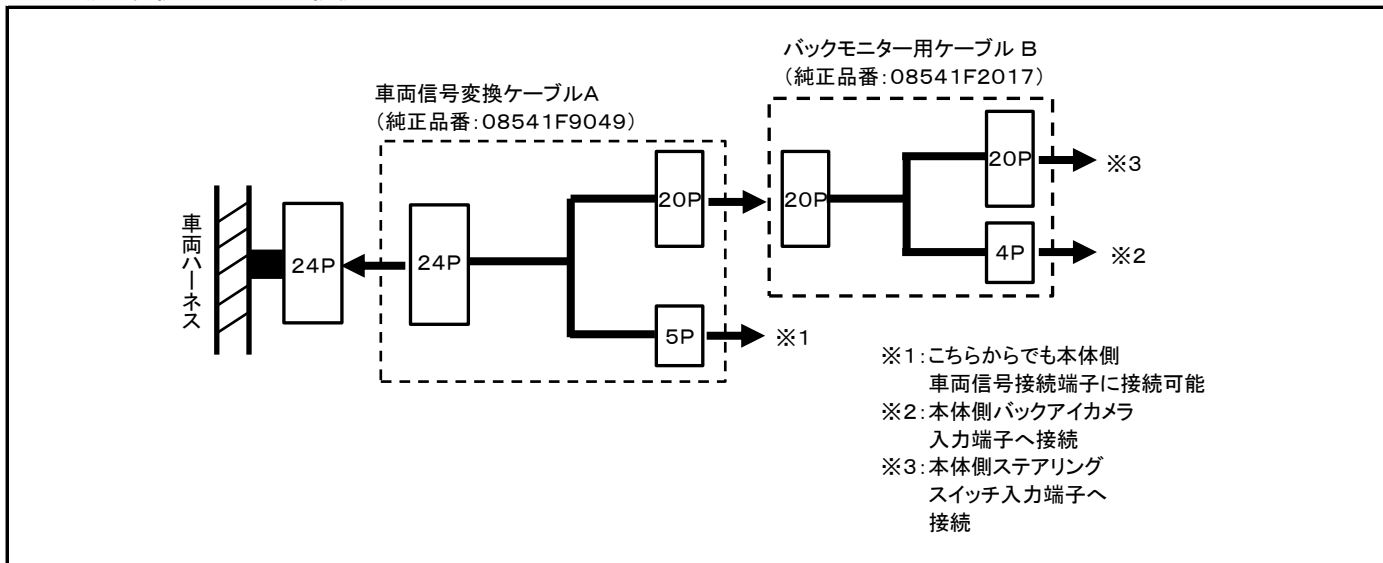 バックモニター用ケーブル B
（純正品番：08541F2017）
車両信号変換ケーブルA
（純正品番：08541F9049）
車両ハーネス
24P
24P
20P
5P
※1
20P
20P
※3
4P
※2
※1：こちらからでも本体側
車両信号接続端子に接続可能
※2：本体側バックアイカメラ
入力端子へ接続
※3：本体側ステアリング
スイッチ入力端子へ
接続